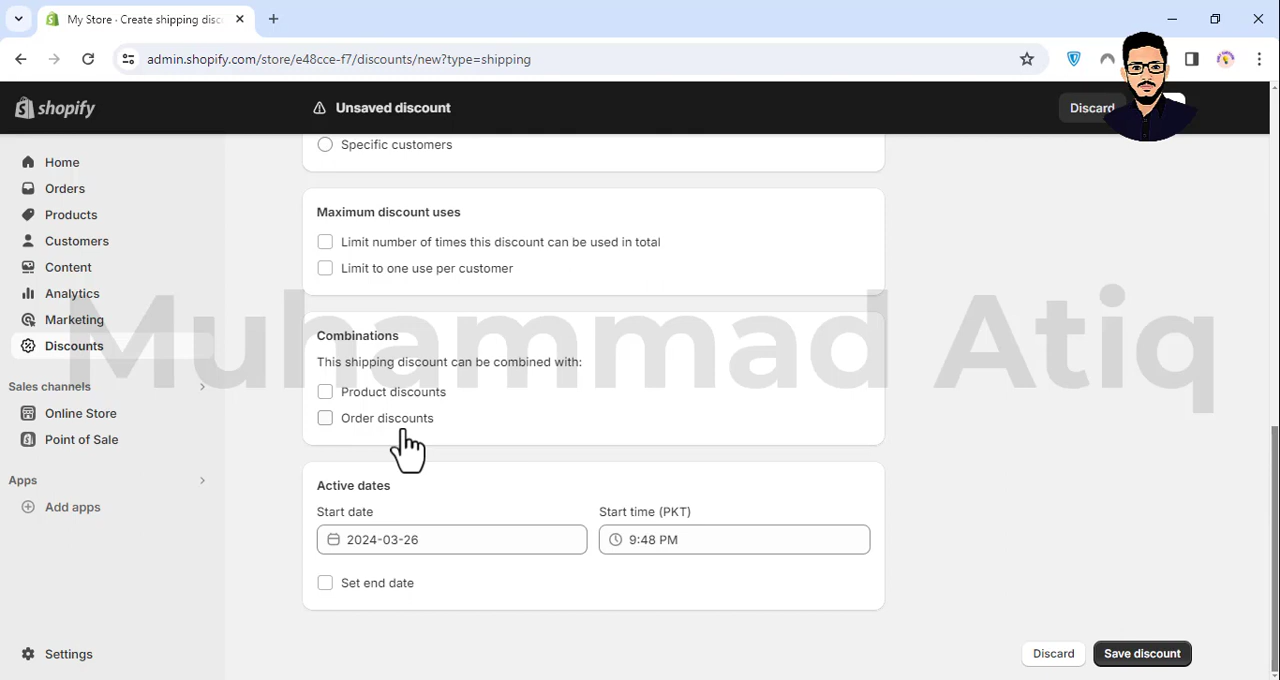 My Store · Create shipping disc
admin.shopify.com/store/e48cce-f7/discounts/new?type=shipping
shopify
Unsaved discount
Discard
Home
Orders
Products
Customers
Content
Analytics
Marketing
Discounts
Sales channels
Online Store
Point of Sale
Apps
Add apps
Settings
Specific customers
Maximum discount uses
Limit number of times this discount can be used in total
Limit to one use per customer
Muhammad Atiq
Combinations
This shipping discount can be combined with:
Product discounts
Order discounts
Active dates
Start date
Start time (PKT)
2024-03-26
9:48 PM
Set end date
Discard
Save discount